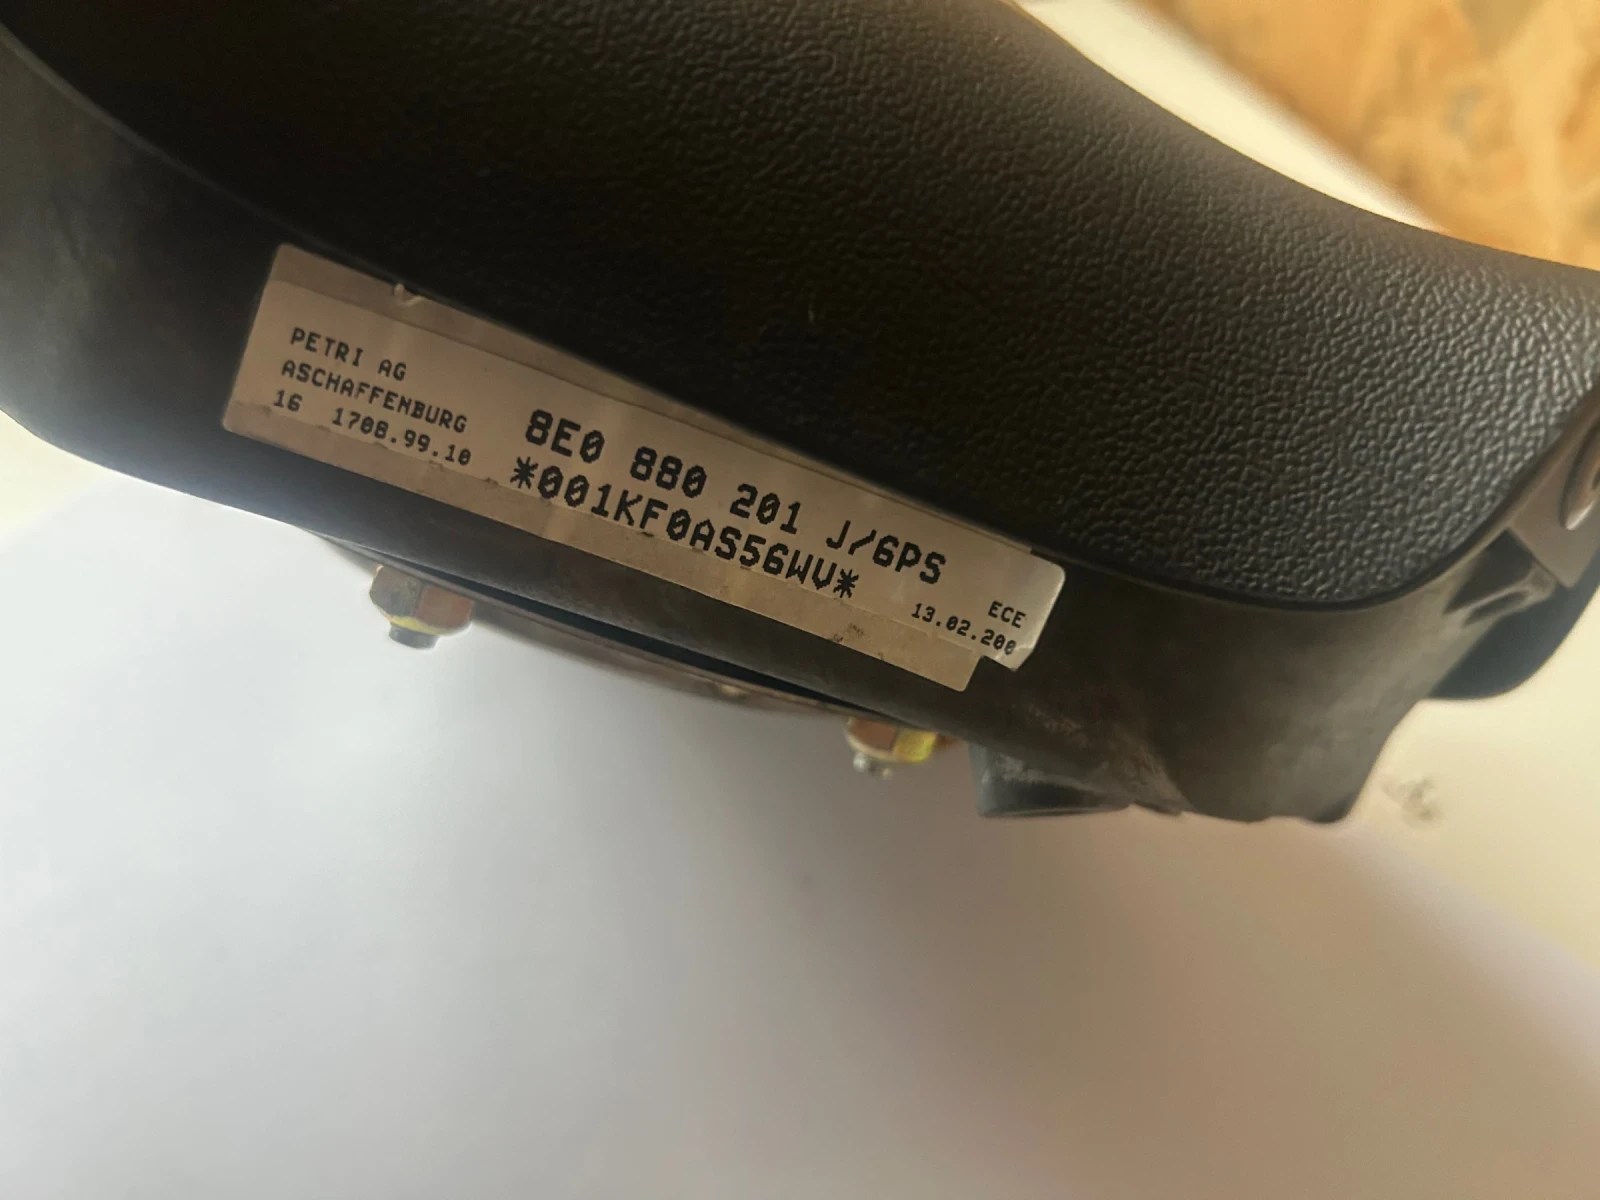 PETRI AG
ASCHAFFENBURG
16 1708.99.10
8E0 880 201 J/6PS
*001KF0AS56WV*
ECE
13.02.200